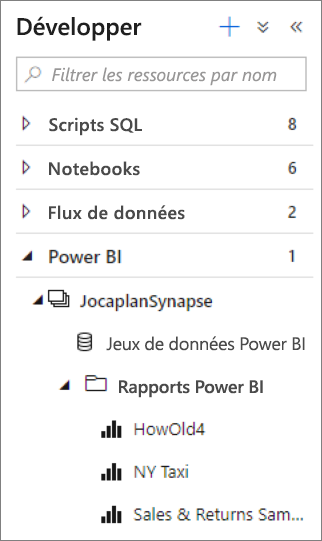 Développer
Filtrer les ressources par nom
Scripts SQL 8
Notebooks 6
Flux de données 2
Power BI 1
JocaplanSynapse
Jeux de données Power BI
Rapports Power BI
HowOld4
NY Taxi
Sales & Returns Sam...